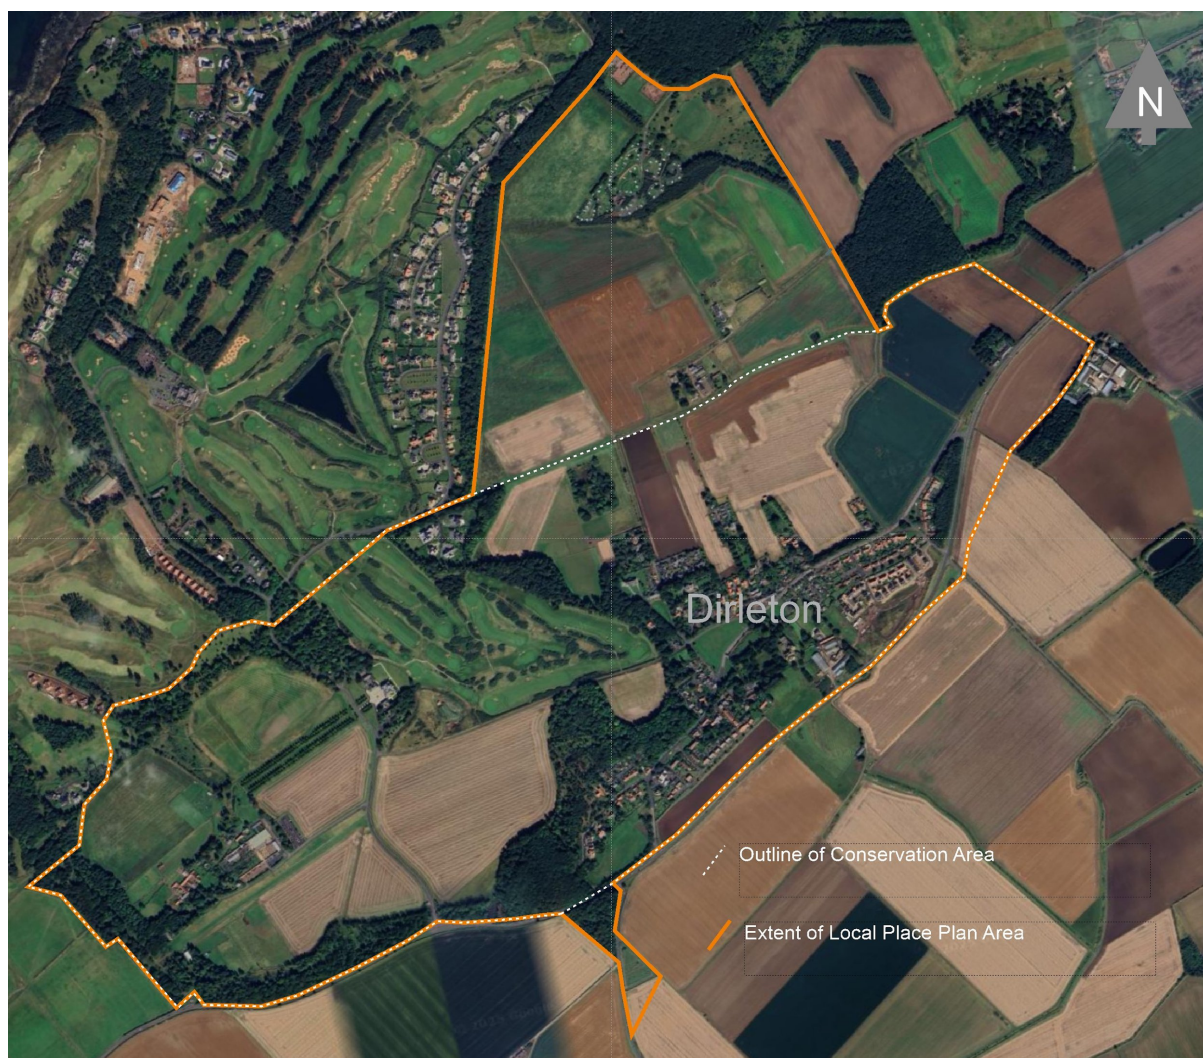 N
Dirleton
Outline of Conservation Area
Extent of Local Place Plan Area